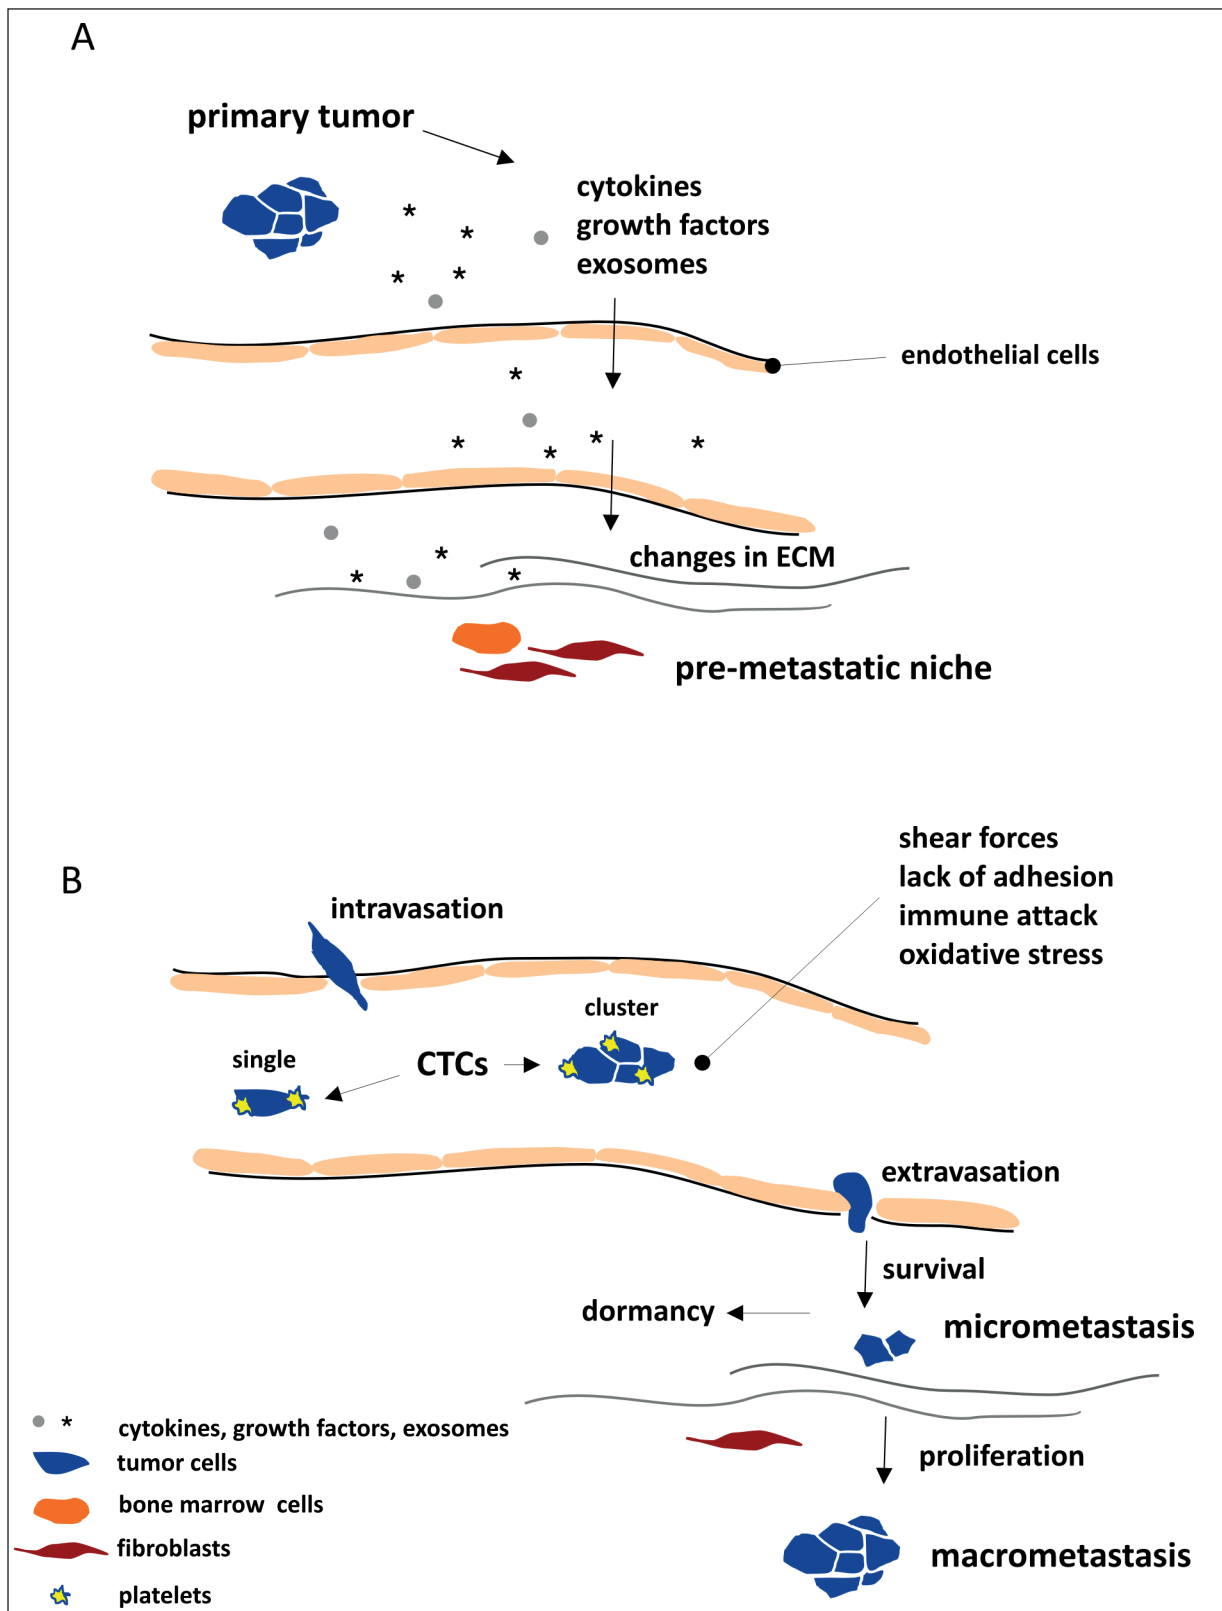 A
primary tumor
cytokines
growth factors
exosomes
endothelial cells
changes in ECM
pre-metastatic niche
B
shear forces
lack of adhesion
immune attack
oxidative stress
intravasation
cluster
single
CTCs
extravasation
survival
dormancy
micrometastasis
proliferation
macrometastasis
* cytokines, growth factors, exosomes
tumor cells
bone marrow cells
fibroblasts
platelets